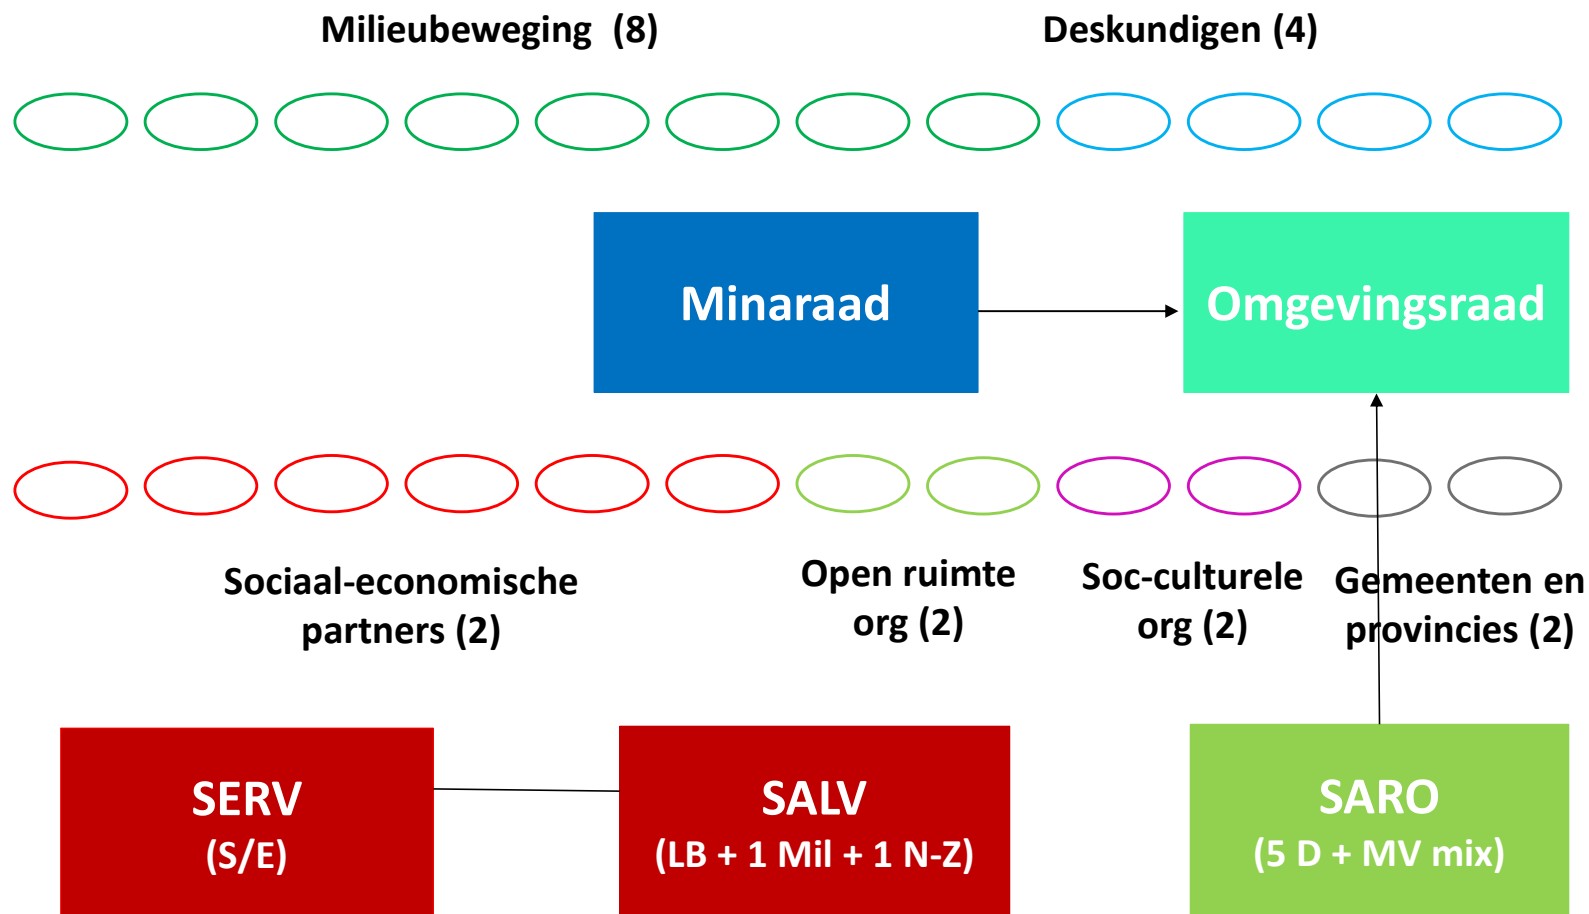 Milieubeweging  (8)
Deskundigen (4)
Minaraad
Omgevingsraad
Sociaal-economische
partners (2)
Open ruimte
org (2)
Soc-culturele
org (2)
Gemeenten en
provincies (2)
SERV
(S/E)
SALV
(LB + 1 Mil + 1 N-Z)
SARO
(5 D + MV mix)